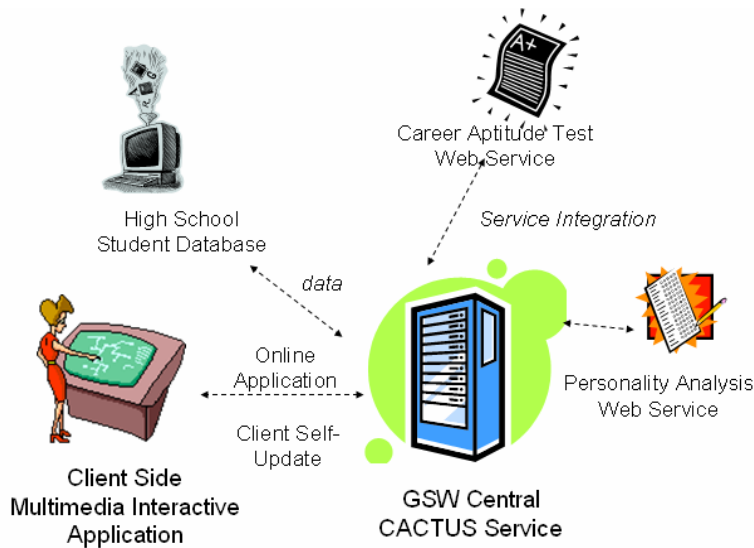 A+
Career Aptitude Test
Web Service
High School
Student Database
Service Integration
data
Online
Application
Personality Analysis
Web Service
Client Self-
Update
Client Side
Multimedia Interactive
Application
GSW Central
CACTUS Service